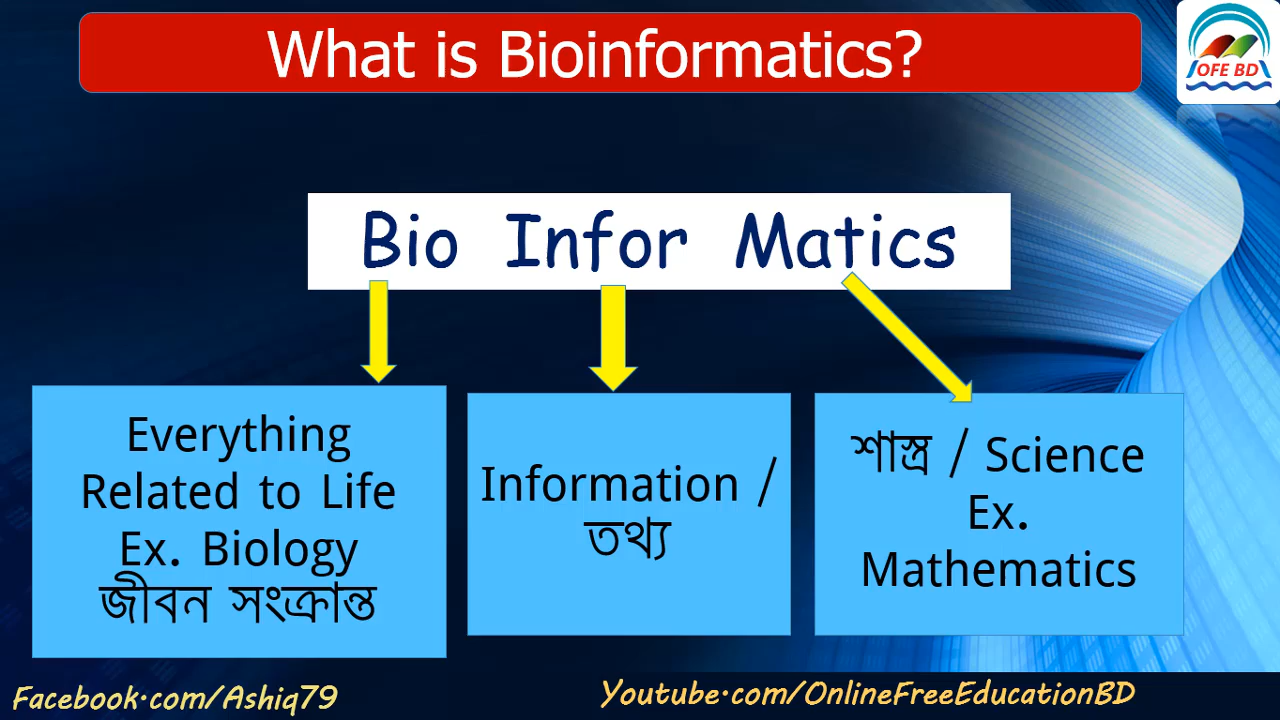 What is Bioinformatics?
OFE BD
Bio Infor Matics
Everything
Related to Life
Ex. Biology
জীবন সংক্রান্ত
Information /
তথ্য
শাস্ত্র / Science
Ex.
Mathematics
Facebook.com/Ashiq79
Youtube.com/OnlineFreeEducationBD